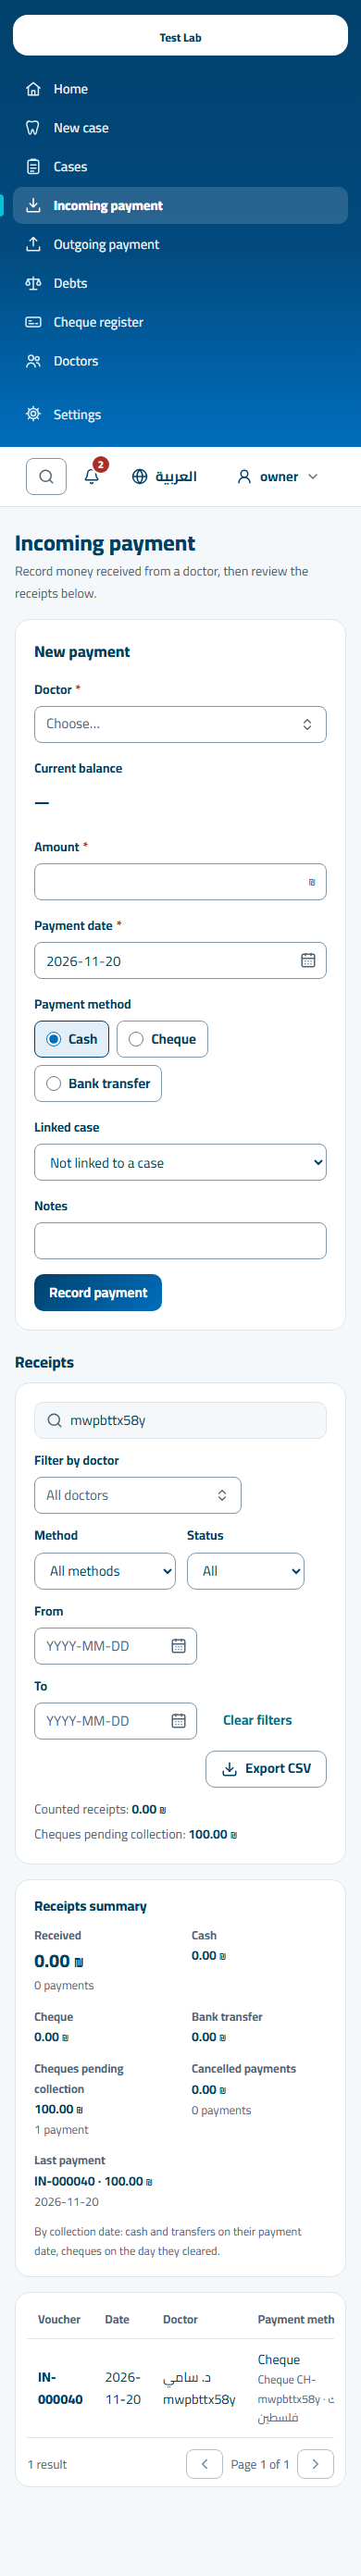 Test Lab
Home
New case
Cases
Incoming payment
Outgoing payment
Debts
Cheque register
Doctors
Settings
2
العربية
owner
Incoming payment
Record money received from a doctor, then review the
receipts below.
New payment
Doctor *
Choose...
Current balance
—
Amount *
₪
Payment date *
2026-11-20
Payment method
Cash
Cheque
Bank transfer
Linked case
Not linked to a case
Notes
Record payment
Receipts
mwpbttx58y
Filter by doctor
All doctors
Method Status
All methods All
From
YYYY-MM-DD
To
YYYY-MM-DD Clear filters
Export CSV
Counted receipts: 0.00 ₪
Cheques pending collection: 100.00 ₪
Receipts summary
Received Cash
0.00 ₪ 0.00 ₪
0 payments
Cheque Bank transfer
0.00 ₪ 0.00 ₪
Cheques pending
collection
100.00 ₪
1 payment
Cancelled payments
0.00 ₪
0 payments
Last payment
IN-000040 · 100.00 ₪
2026-11-20
By collection date: cash and transfers on their payment
date, cheques on the day they cleared.
Voucher Date Doctor Payment meth
IN-
000040
2026-
11-20
د. سامي
mwpbttx58y
Cheque
Cheque CH-
mwpbttx58y ·
فلسطين
1 result Page 1 of 1